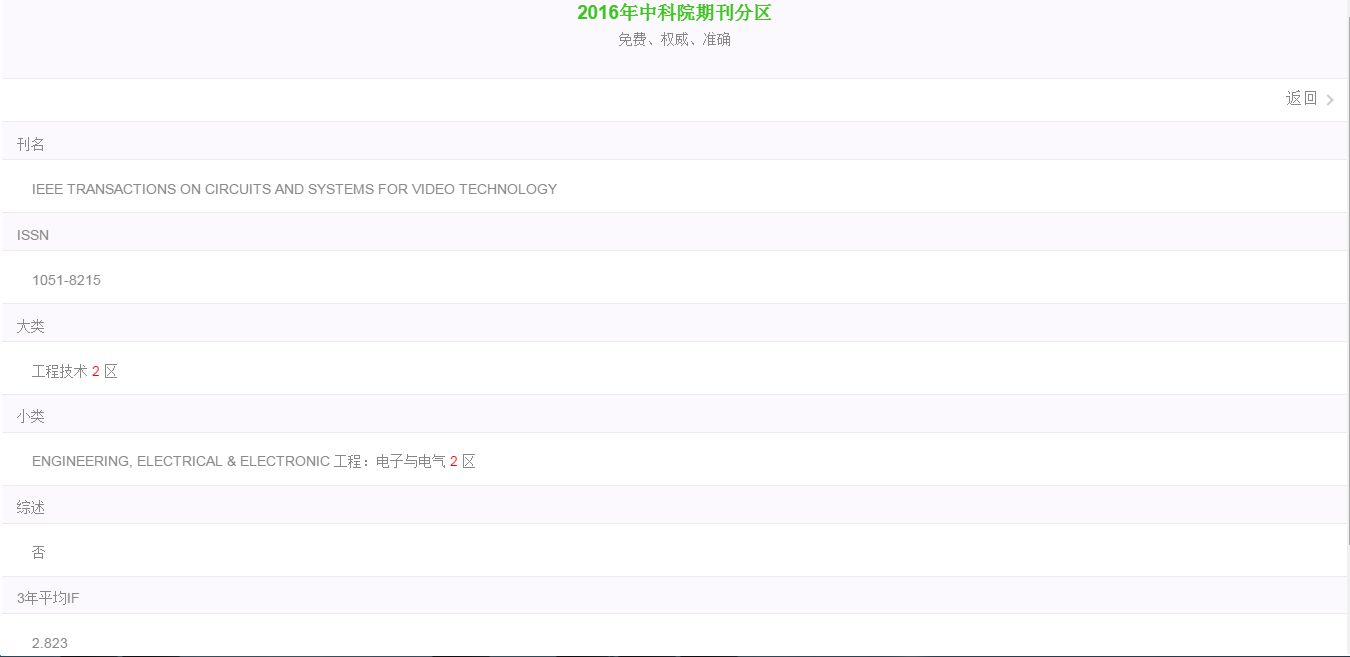 2016年中科院期刊分区
免费、权威、准确
返回
刊名
IEEE TRANSACTIONS ON CIRCUITS AND SYSTEMS FOR VIDEO TECHNOLOGY
ISSN
1051-8215
大类
工程技术 2 区
小类
ENGINEERING, ELECTRICAL & ELECTRONIC 工程：电子与电气 2 区
综述
否
3年平均IF
2.823